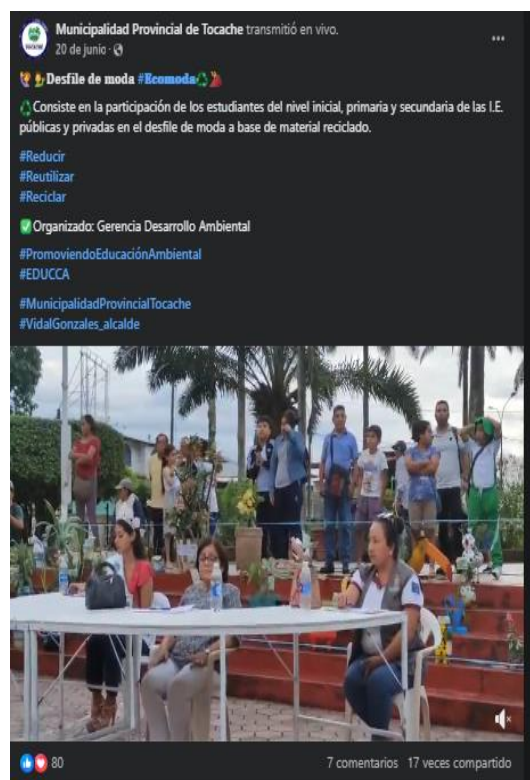 Municipalidad Provincial de Tocache transmitió en vivo.
20 de junio
Desfile de moda #Ecomoda
Consiste en la participación de los estudiantes del nivel inicial, primaria y secundaria de las I.E.
públicas y privadas en el desfile de moda a base de material reciclado.
#Reducir
#Reutilizar
#Reciclar
Organizado: Gerencia Desarrollo Ambiental
#PromoviendoEducaciónAmbiental
#EDUCCA
#MunicipalidadProvincialTocache
#VidalGonzales_alcalde
80
7 comentarios 17 veces compartido